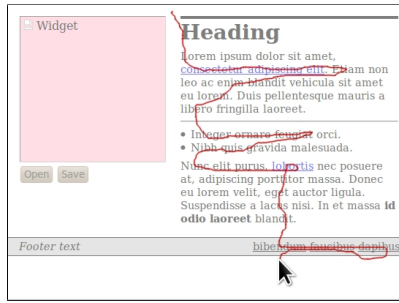 Widget
Open Save
Heading
Lorem ipsum dolor sit amet,
consectetur adipiscing elit. Etiam non
leo ac enim blandit vehicula sit amet
eu lorem. Duis pellentesque mauris a
libero fringilla laoreet.
Integer ornare feugiat orci.
Nibh quis gravida malesuada.
Nunc elit purus, lobortis nec posuere
at, adipiscing porttitor massa. Donec
eu lorem velit, eget auctor ligula.
Suspendisse a lacus nisi. In et massa id
odio laoreet blandit.
Footer text
bibendum faucibus dapibus